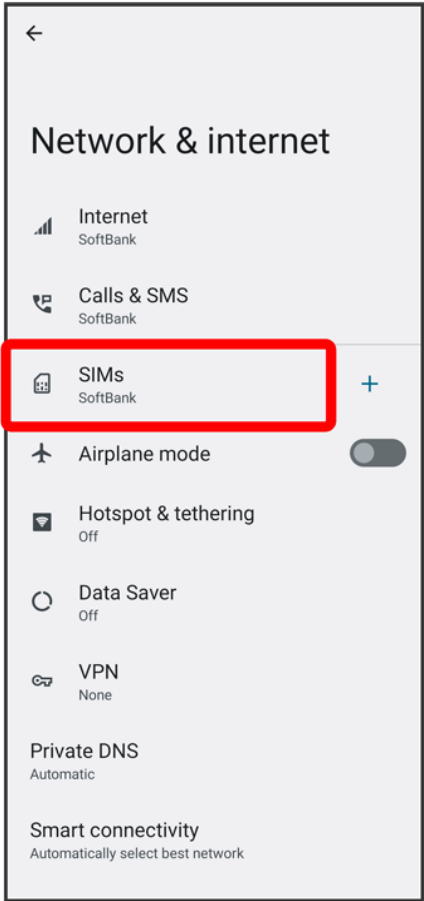 Network & internet
Internet
SoftBank
Calls & SMS
SoftBank
SIMs
SoftBank
Airplane mode
Hotspot & tethering
Off
Data Saver
Off
VPN
None
Private DNS
Automatic
Smart connectivity
Automatically select best network